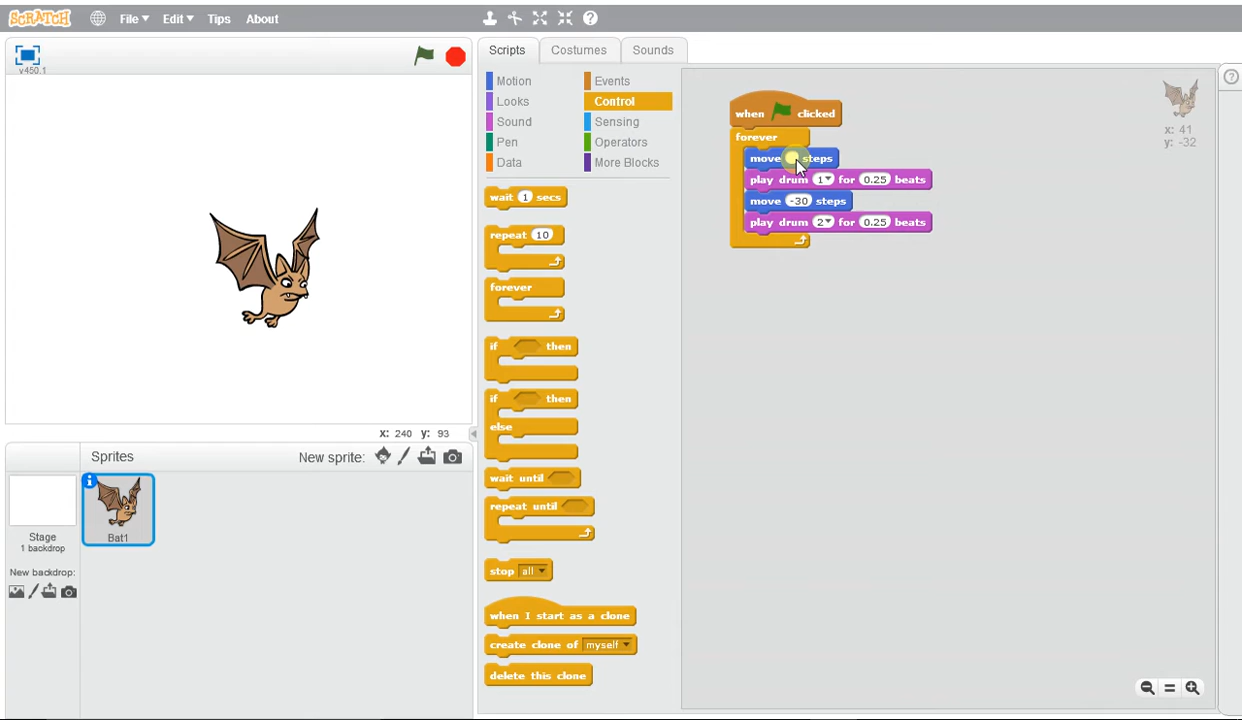 SCRATCH File Edit Tips About
v450.1
Scripts Costumes Sounds
Motion Events
Looks Control
Sound Sensing
Pen Operators
Data More Blocks
wait 1 secs
repeat 10
forever
if then
if then
else
wait until
repeat until
stop all
when I start as a clone
create clone of myself
delete this clone
when clicked
forever
move steps
play drum 1 for 0.25 beats
move -30 steps
play drum 2 for 0.25 beats
x: 41
y: -32
x: 240 y: 93
Sprites New sprite:
Stage
1 backdrop
New backdrop:
Bat1